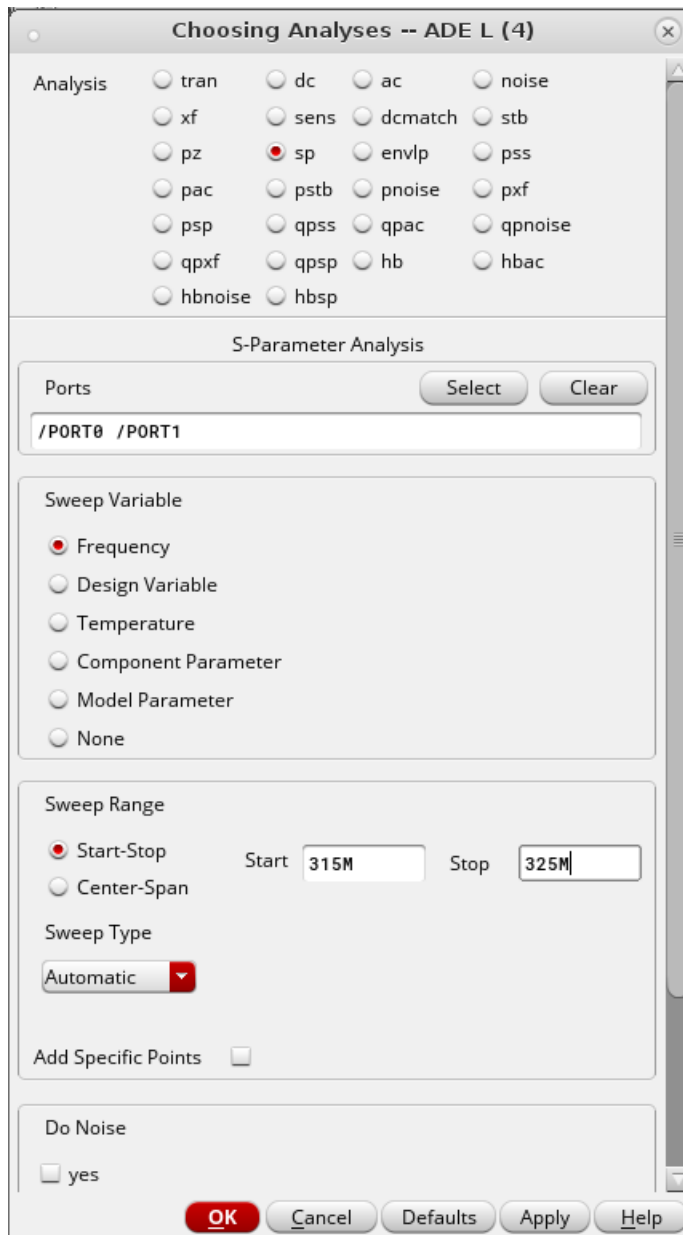 Choosing Analyses -- ADE L (4)
Analysis tran dc ac noise
xf sens dcmatch stb
pz sp envlp pss
pac pstb pnoise pxf
psp qpss qpac qpnoise
qpxf qpsp hb hbac
hbnoise hbsp
S-Parameter Analysis
Ports Select Clear
/PORT0 /PORT1
Sweep Variable
Frequency
Design Variable
Temperature
Component Parameter
Model Parameter
None
Sweep Range
Start-Stop Start 315M Stop 325M
Center-Span
Sweep Type
Automatic
Add Specific Points
Do Noise
yes
OK Cancel Defaults Apply Help